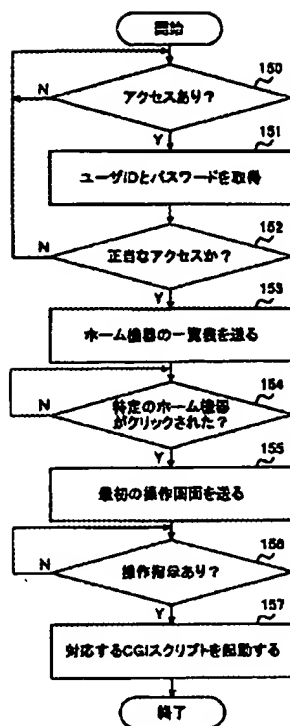 開始
150
アクセスあり?
N
Y
151
ユーザIDとパスワードを取得
152
正当なアクセスか?
N
Y
153
ホーム機器の一覧表を送る
154
特定のホーム機器
がクリックされた?
N
Y
155
最初の操作画面を送る
156
操作指示あり?
N
Y
157
対応するCGIスクリプトを起動する
終了